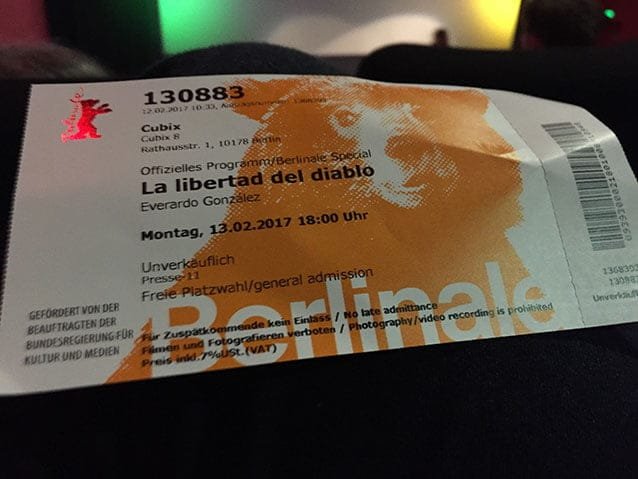 130883
12.02.2017 10:33,
Cubix
Cubix 8
Rathausstr. 1, 10178 Berlin
Offizielles Programm/Berlinale Special
La libertad del diablo
Everardo González
Montag, 13.02.2017 18:00 Uhr
Unverkäuflich
Presse-11
Freie Platzwahl/general admission
Berlinale
Für Zuspätkommende kein Einlass / No late admittance
Filmen und Fotografieren verboten / Photography/video recording is prohibited
Preis inkl.7%USt.(VAT)
GEFÖRDERT VON DER
BEAUFTRAGTEN DER
BUNDESREGIERUNG FÜR
KULTUR UND MEDIEN